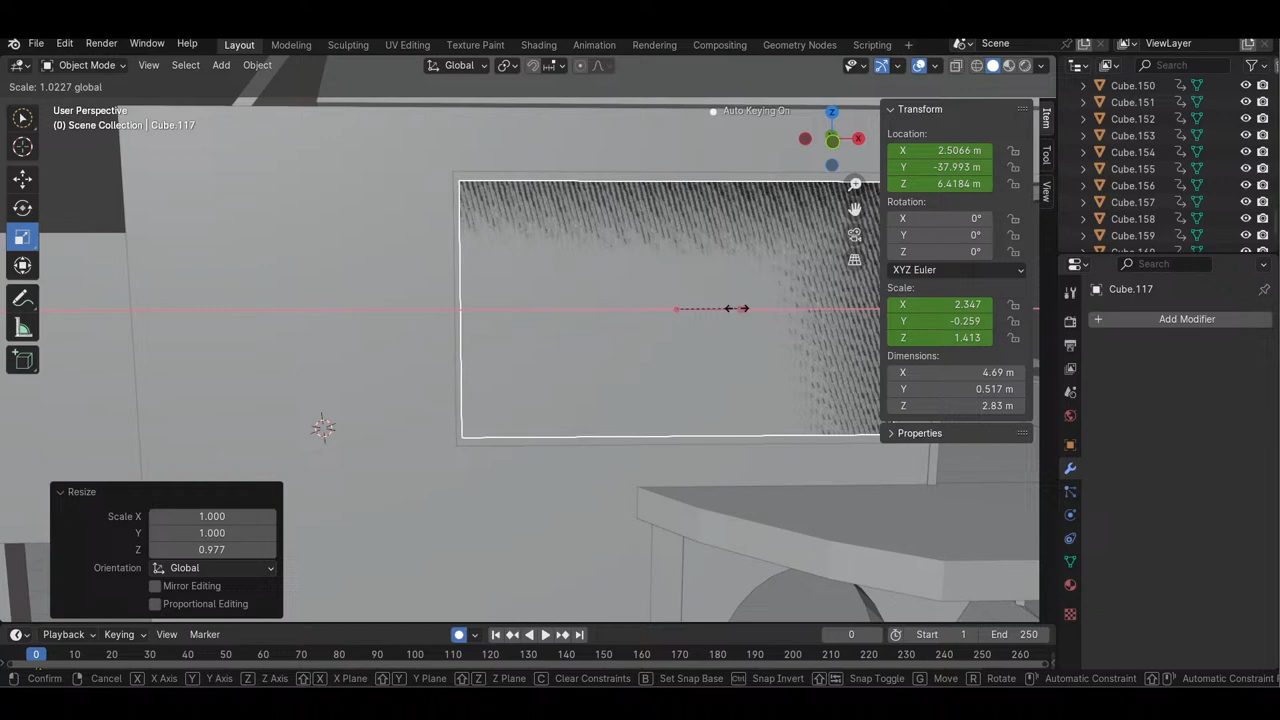 File Edit Render Window Help Layout Modeling Sculpting UV Editing Texture Paint Shading Animation Rendering Compositing Geometry Nodes Scripting + Scene ViewLayer
Object Mode View Select Add Object Global
Scale: 1.0227 global
User Perspective
(0) Scene Collection | Cube.117
Auto Keying On
Z
X
Transform
Location:
X 2.5066 m
Y -37.993 m
Z 6.4184 m
Rotation:
X 0°
Y 0°
Z 0°
XYZ Euler
Scale:
X 2.347
Y -0.259
Z 1.413
Dimensions:
X 4.69 m
Y 0.517 m
Z 2.83 m
Properties
Item
Tool
View
Cube.150
Cube.151
Cube.152
Cube.153
Cube.154
Cube.155
Cube.156
Cube.157
Cube.158
Cube.159
Search
Cube.117
Add Modifier
Resize
Scale X 1.000
Y 1.000
Z 0.977
Orientation Global
Mirror Editing
Proportional Editing
Playback Keying View Marker 0 Start 1 End 250
0 10 20 30 40 50 60 70 80 90 100 110 120 130 140 150 160 170 180 190 200 210 220 230 240 250 260
Confirm Cancel X X Axis Y Y Axis Z Z Axis X X Plane Y Y Plane Z Z Plane C Clear Constraints B Set Snap Base Ctrl Snap Invert Snap Toggle G Move R Rotate Automatic Constraint Automatic Con